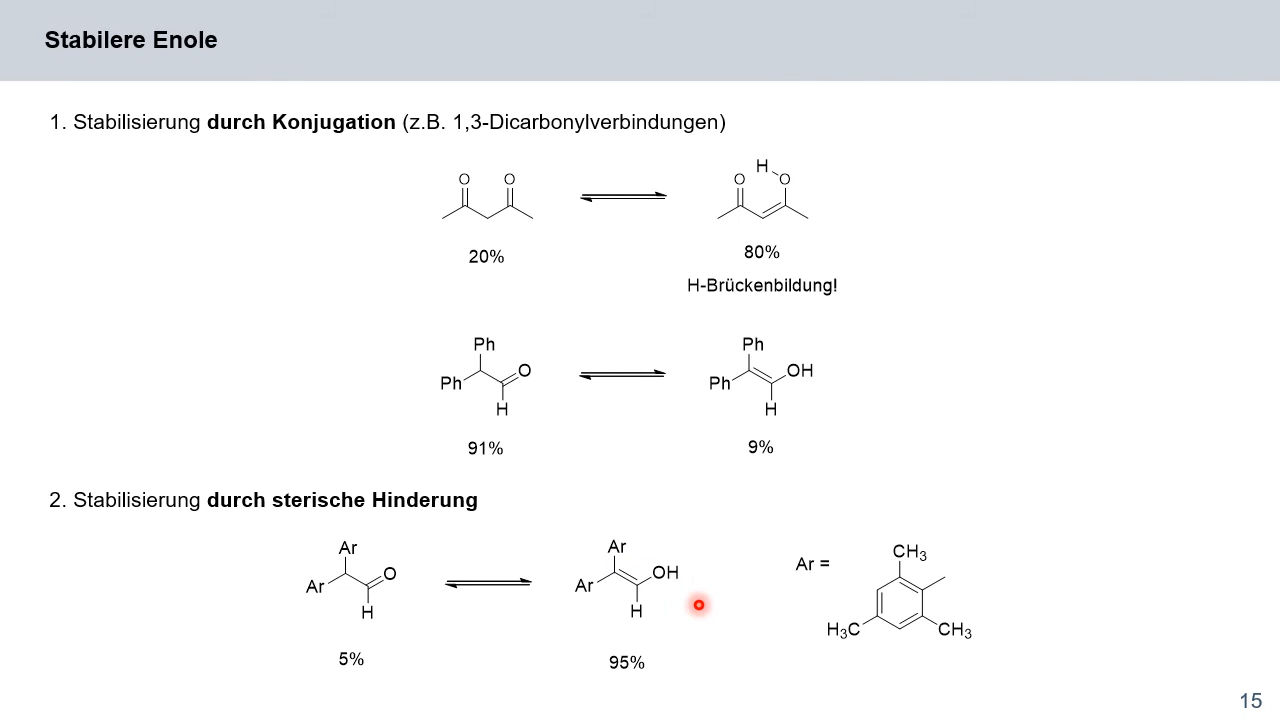 Stabilere Enole
1. Stabilisierung durch Konjugation (z.B. 1,3-Dicarbonylverbindungen)
O O
O H O
20%
80%
H-Brückenbildung!
Ph
Ph O
H
Ph
Ph OH
H
91%
9%
2. Stabilisierung durch sterische Hinderung
Ar
Ar O
H
Ar
Ar OH
H
Ar =
CH3
H3C CH3
5%
95%
15